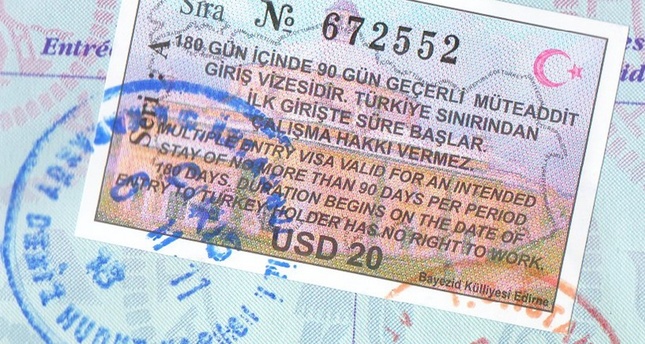 Sıra No 672552
Entrée
Seri : A
180 GÜN İÇİNDE 90 GÜN GEÇERLİ MÜTEADDİT
GİRİŞ VİZESİDİR. TÜRKİYE SINIRINDAN
İLK GİRİŞTE SÜRE BAŞLAR.
ÇALIŞMA HAKKI VERMEZ.
MULTIPLE ENTRY VISA VALID FOR AN INTENDED
STAY OF NO MORE THAN 90 DAYS PER PERIOD
180 DAYS. DURATION BEGINS ON THE DATE OF
ENTRY TO TURKEY. HOLDER HAS NO RIGHT TO WORK.
USD 20
Bayezid Külliyesi Edirne